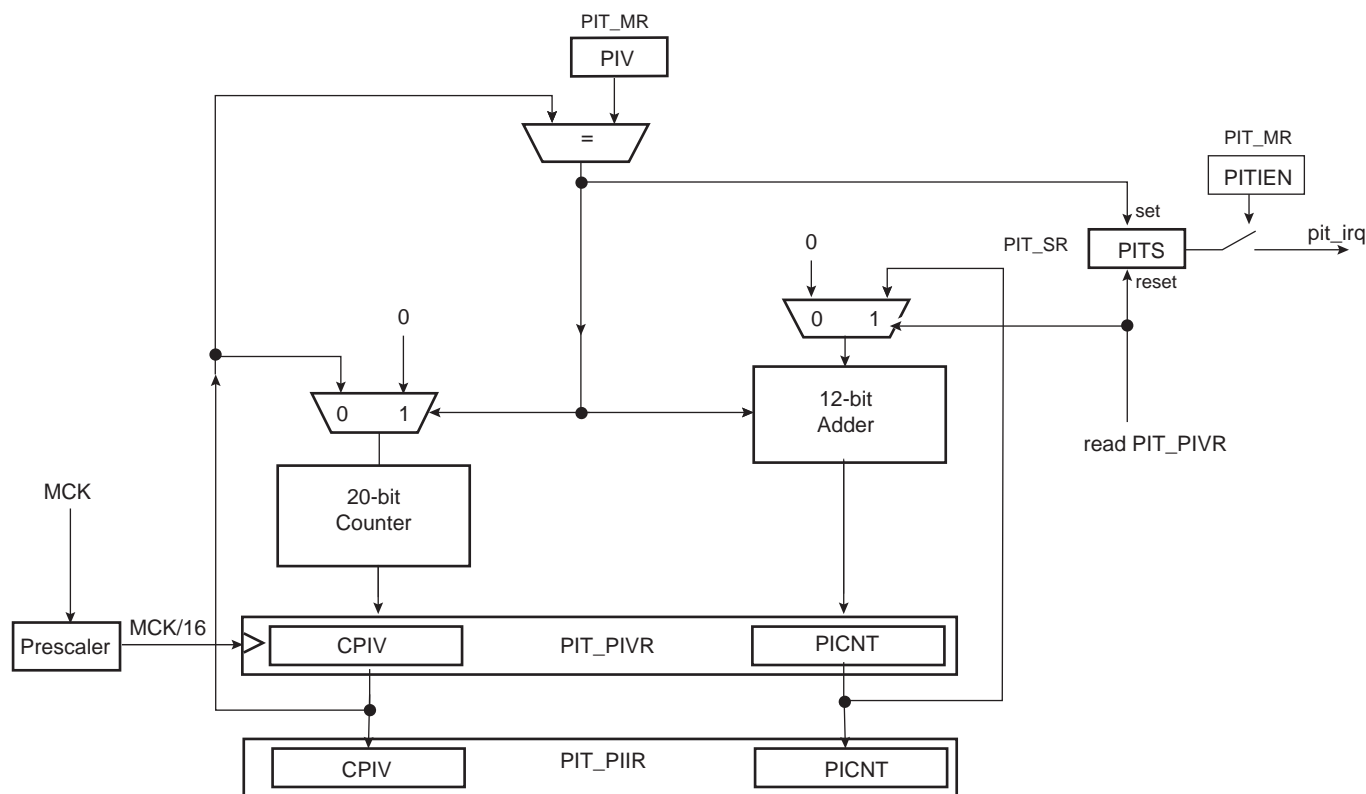 PIT_MR
PIV
=
PIT_MR
PITIEN
set
0
PIT_SR
PITS
pit_irq
reset
0
0 1
0 1
12-bit
Adder
read PIT_PIVR
MCK
20-bit
Counter
MCK/16
Prescaler
CPIV
PIT_PIVR
PICNT
CPIV
PIT_PIIR
PICNT